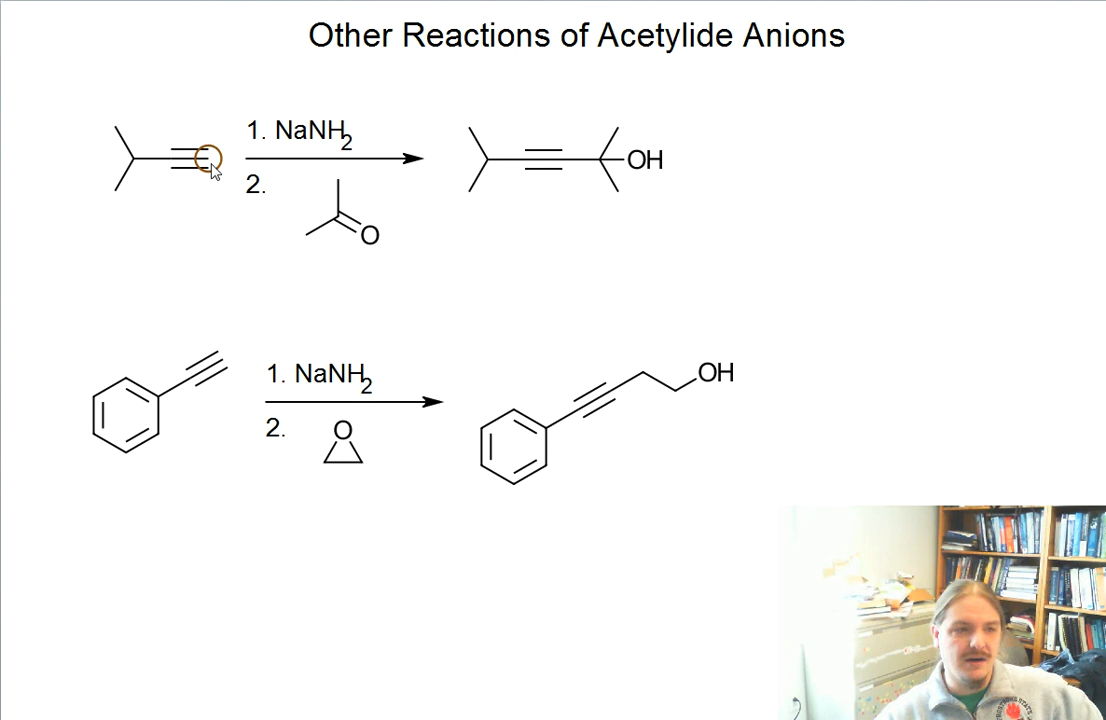 Other Reactions of Acetylide Anions
1. NaNH2
2.
O
OH
1. NaNH2
2.
O
OH